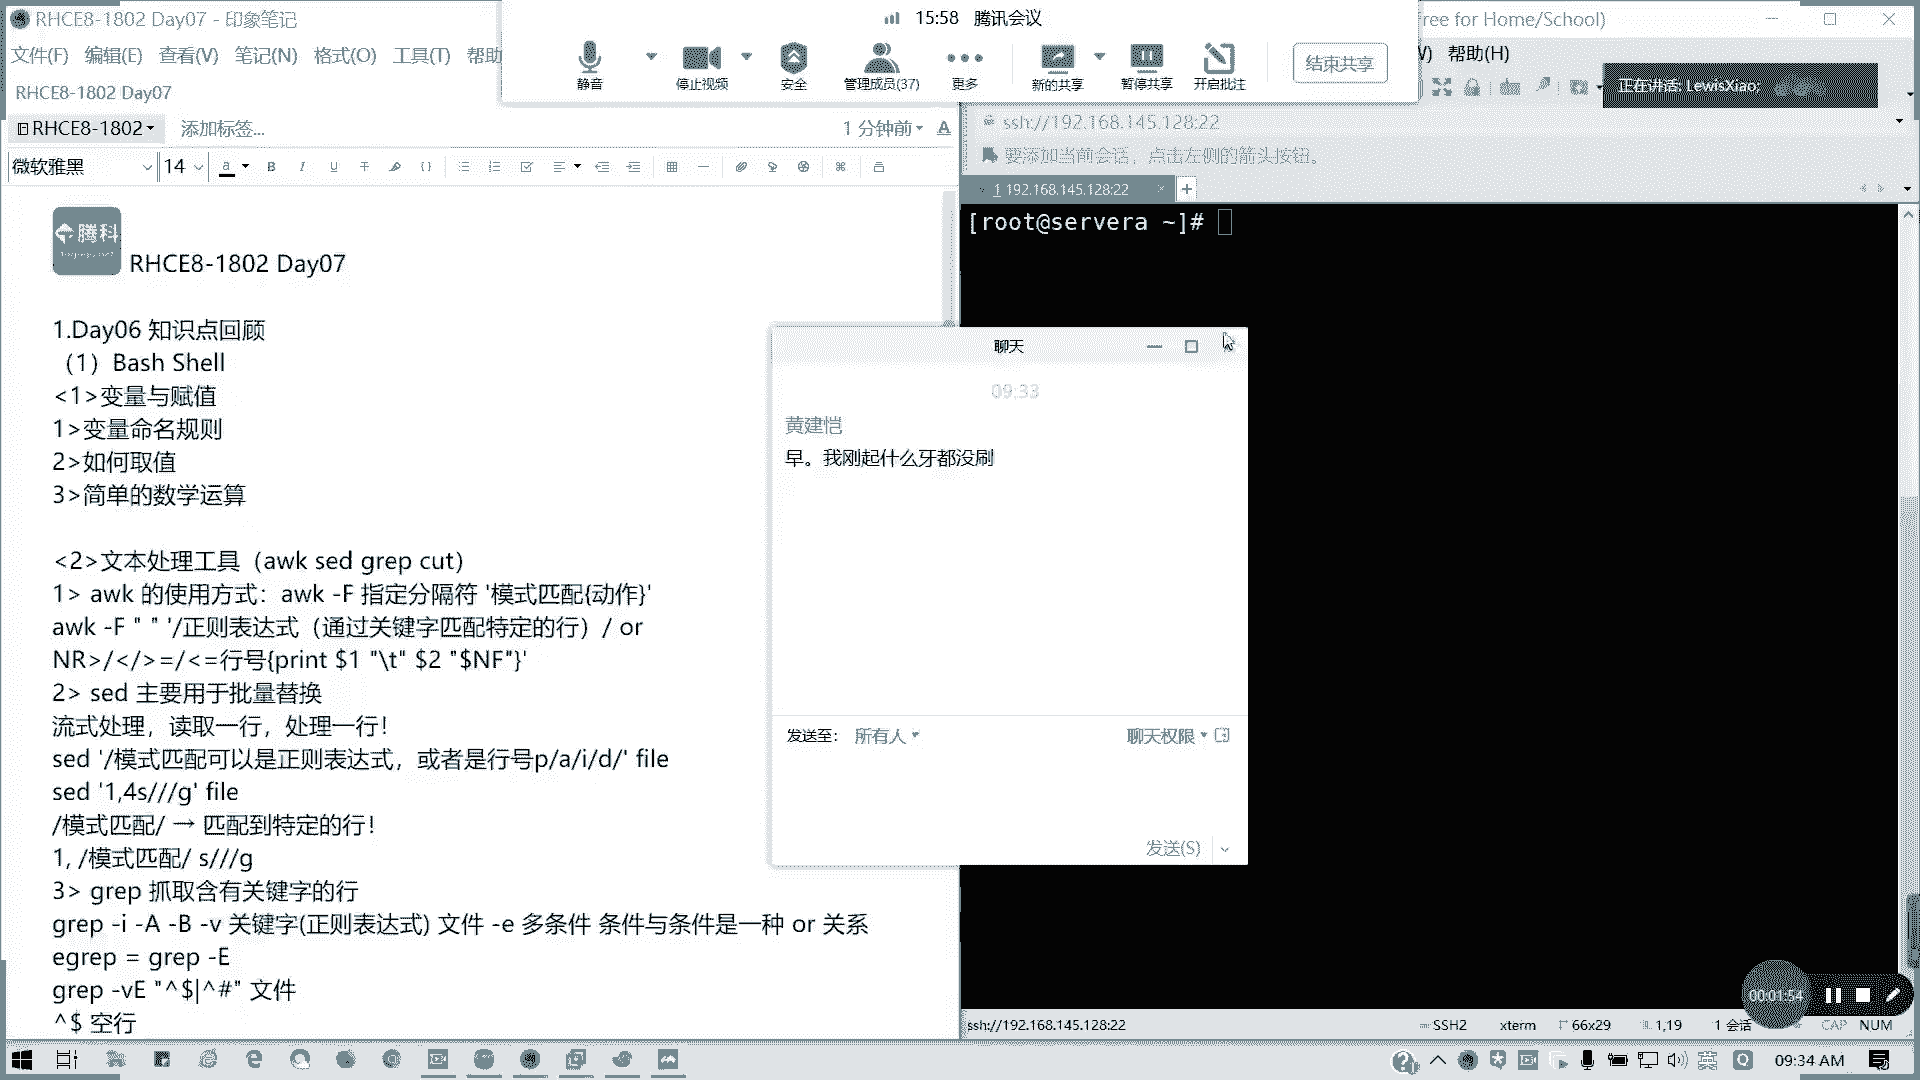 RHCE8-1802 Day07 - 印象笔记
文件(F) 编辑(E) 查看(V) 笔记(N) 格式(O) 工具(T) 帮助
RHCE8-1802 Day07
RHCE8-1802
添加标签...
1 分钟前
微软雅黑
14
腾科
RHCE8-1802 Day07
1.Day06 知识点回顾
（1）Bash Shell
<1>变量与赋值
1>变量命名规则
2>如何取值
3>简单的数学运算
<2>文本处理工具（awk sed grep cut）
1> awk 的使用方式：awk -F 指定分隔符 '模式匹配{动作}'
awk -F " " '/正则表达式（通过关键字匹配特定的行）/ or
NR>/</>=/<=行号{print $1 "\t" $2 "$NF"}'
2> sed 主要用于批量替换
流式处理，读取一行，处理一行！
sed '/模式匹配可以是正则表达式，或者是行号p/a/i/d/' file
sed '1,4s///g' file
/模式匹配/ → 匹配到特定的行！
1, /模式匹配/ s///g
3> grep 抓取含有关键字的行
grep -i -A -B -v 关键字(正则表达式) 文件 -e 多条件 条件与条件是一种 or 关系
egrep = grep -E
grep -vE "^$|^#" 文件
^$ 空行
15:58 腾讯会议
静音
停止视频
安全
管理成员(37)
更多
新的共享
暂停共享
开启批注
结束共享
ree for Home/School)
帮助(H)
正在讲话: LewisXiao;
ssh://192.168.145.128:22
要添加当前会话，点击左侧的箭头按钮。
1 192.168.145.128:22
[root@servera ~]#
聊天
09:33
黄建恺
早。我刚起什么牙都没刷
发送至： 所有人
聊天权限
发送(S)
00:01:54
ssh://192.168.145.128:22
SSH2
xterm
66x29
1,19
1 会话
CAP
NUM
英
09:34 AM